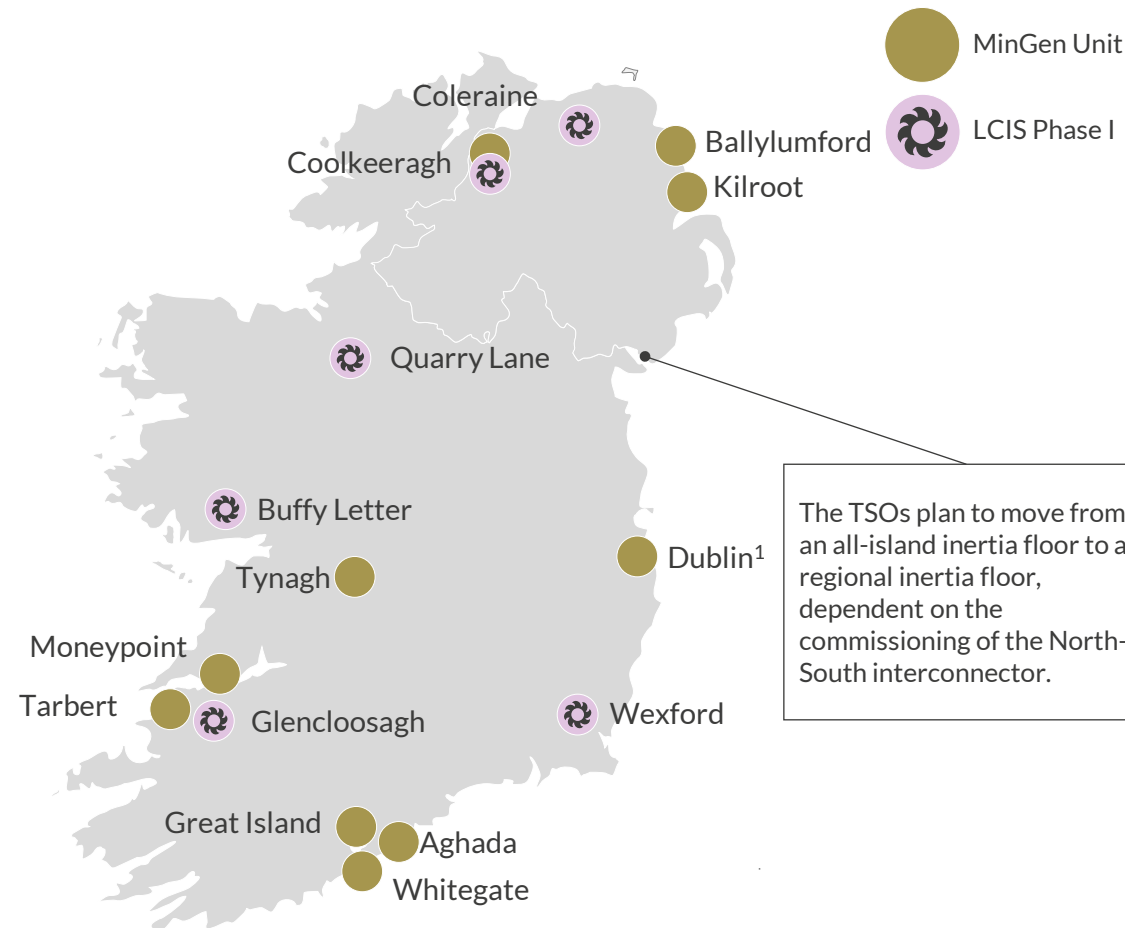 MinGen Unit
LCIS Phase I
Coleraine
Coolkeeragh
Ballylumford
Kilroot
Quarry Lane
Buffy Letter
Tynagh
Dublin¹
Moneypoint
Tarbert
Glencloosagh
Wexford
Great Island
Aghada
Whitegate
The TSOs plan to move from
an all-island inertia floor to a
regional inertia floor,
dependent on the
commissioning of the North-
South interconnector.